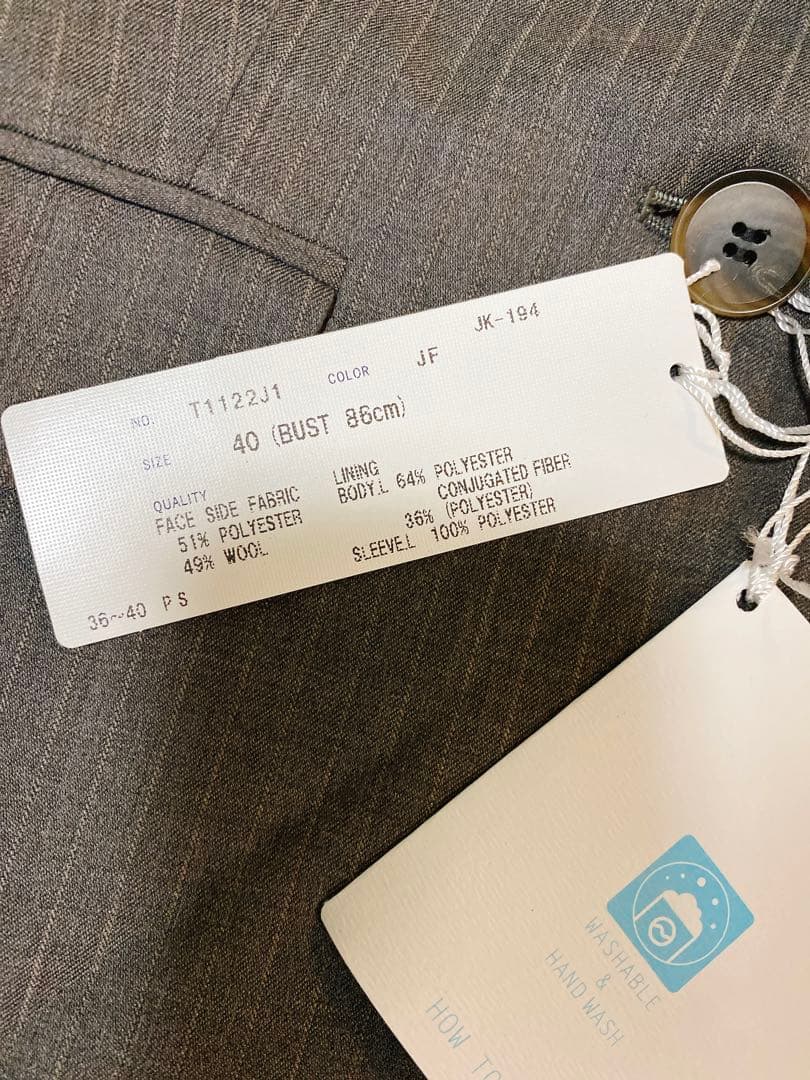 JK-194
NO. T1122J1 COLOR JF
SIZE 40 (BUST 86cm)
QUALITY
FACE SIDE FABRIC
51% POLYESTER
49% WOOL
LINING
BODY.L 64% POLYESTER
CONJUGATED FIBER
36% (POLYESTER)
SLEEVE.L 100% POLYESTER
36~40 P S
WASHABLE
&
HAND WASH
HOW TO